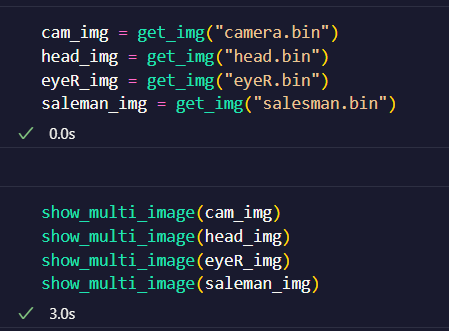 cam_img = get_img("camera.bin")
head_img = get_img("head.bin")
eyeR_img = get_img("eyeR.bin")
saleman_img = get_img("salesman.bin")
✓ 0.0s
show_multi_image(cam_img)
show_multi_image(head_img)
show_multi_image(eyeR_img)
show_multi_image(saleman_img)
✓ 3.0s